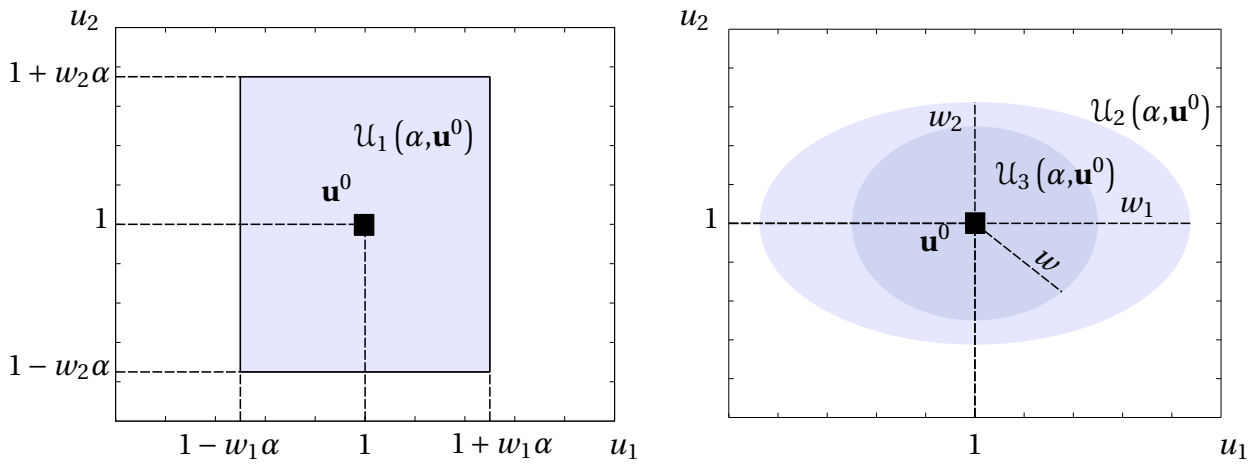 u₂
1 + w₂α
𝒰₁ (α,𝐮⁰)
𝐮⁰
1
1 − w₂α
1 − w₁α
1
1 + w₁α
u₁
u₂
𝒰₂ (α,𝐮⁰)
w₂
𝒰₃ (α,𝐮⁰)
w₁
1
𝐮⁰
w
1
u₁